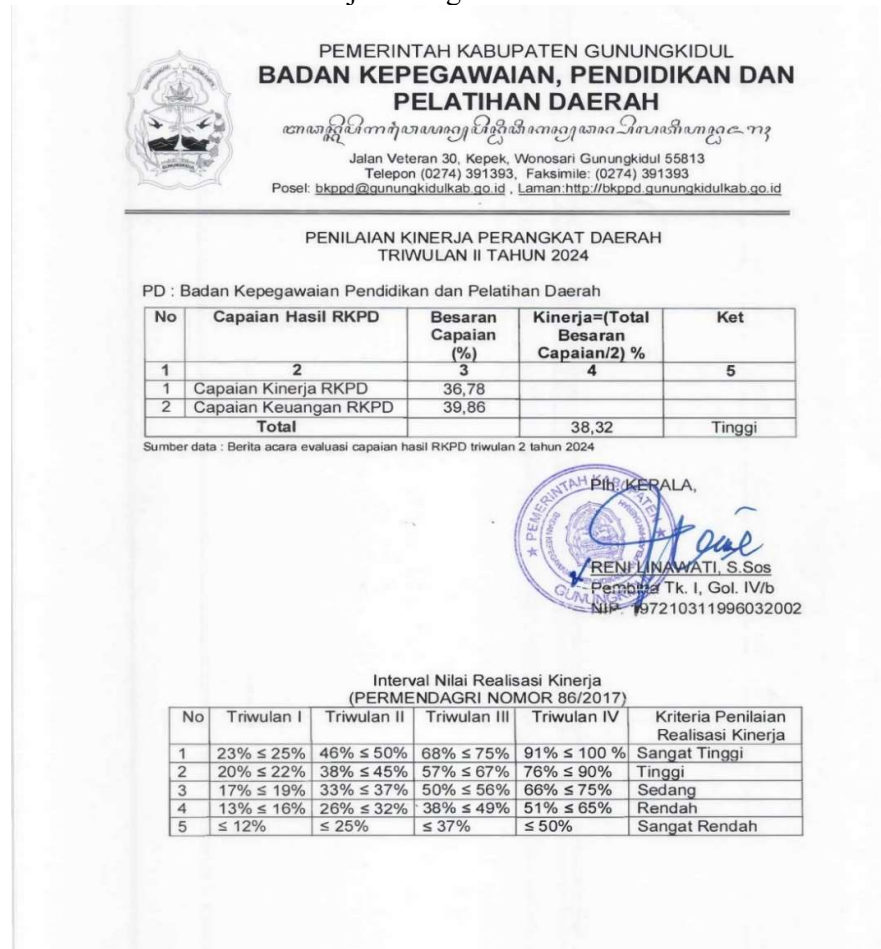 PEMERINTAH KABUPATEN GUNUNGKIDUL
BADAN KEPEGAWAIAN, PENDIDIKAN DAN
PELATIHAN DAERAH
Jalan Veteran 30, Kepek, Wonosari Gunungkidul 55813
Telepon (0274) 391393, Faksimile: (0274) 391393
Posel: bkppd@gunungkidulkab.go.id , Laman:http://bkppd.gunungkidulkab.go.id
PENILAIAN KINERJA PERANGKAT DAERAH
TRIWULAN II TAHUN 2024
PD : Badan Kepegawaian Pendidikan dan Pelatihan Daerah
No Capaian Hasil RKPD Besaran Capaian (%) Kinerja=(Total Besaran Capaian/2) % Ket
1 2 3 4 5
1 Capaian Kinerja RKPD 36,78
2 Capaian Keuangan RKPD 39,86
Total 38,32 Tinggi
Sumber data : Berita acara evaluasi capaian hasil RKPD triwulan 2 tahun 2024
Plh. KEPALA,
PEMERINTAH KABUPATEN
GUNUNGKIDUL
RENI LINAWATI, S.Sos
Pembina Tk. I, Gol. IV/b
NIP. 197210311996032002
Interval Nilai Realisasi Kinerja
(PERMENDAGRI NOMOR 86/2017)
No Triwulan I Triwulan II Triwulan III Triwulan IV Kriteria Penilaian Realisasi Kinerja
1 23% ≤ 25% 46% ≤ 50% 68% ≤ 75% 91% ≤ 100 % Sangat Tinggi
2 20% ≤ 22% 38% ≤ 45% 57% ≤ 67% 76% ≤ 90% Tinggi
3 17% ≤ 19% 33% ≤ 37% 50% ≤ 56% 66% ≤ 75% Sedang
4 13% ≤ 16% 26% ≤ 32% 38% ≤ 49% 51% ≤ 65% Rendah
5 ≤ 12% ≤ 25% ≤ 37% ≤ 50% Sangat Rendah